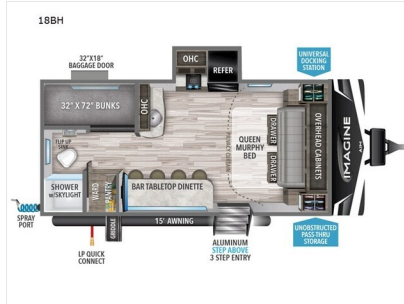 18BH
32"X18"
BAGGAGE DOOR
OHC
REFER
UNIVERSAL
DOCKING
STATION
32" X 72" BUNKS
OHC
FLIP UP
SINK
QUEEN
MURPHY
BED
DRAWER
DRAWER
OVERHEAD CABINETS
IMAGINE
SHOWER
w/SKYLIGHT
WARD
PANTRY
BAR TABLETOP DINETTE
SPRAY
PORT
GRIDDLE
15' AWNING
LP QUICK
CONNECT
ALUMINUM
STEP ABOVE
3 STEP ENTRY
UNOBSTRUCTED
PASS-THRU
STORAGE